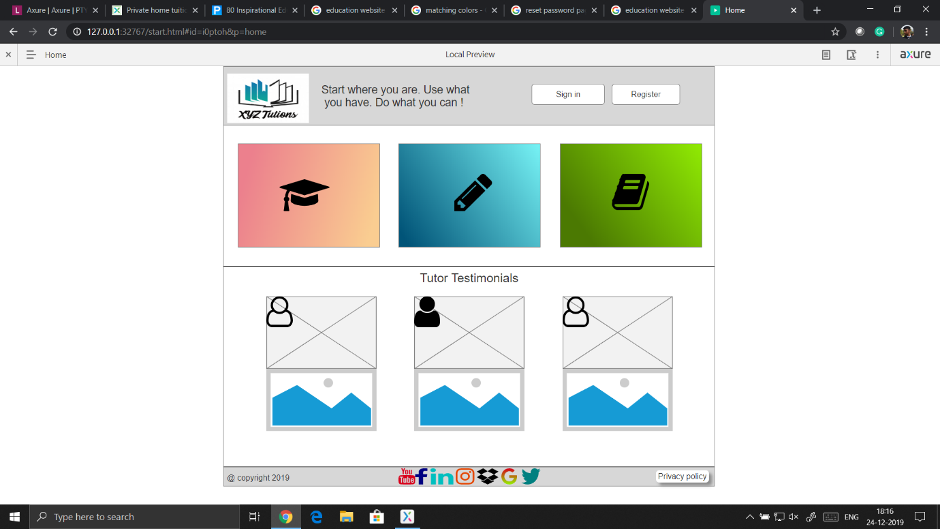 Axure | Axure | PT
Private home tuiti
80 Inspirational Ed
education website
matching colors -
reset password pa
education website
Home
127.0.0.1:32767/start.html#id=i0ptoh&p=home
Home
Local Preview
axure
XYZ Tutions
Start where you are. Use what
you have. Do what you can !
Sign in
Register
Tutor Testimonials
@ copyright 2019
You
Tube
f
in
G
Privacy policy
Type here to search
ENG
18:16
24-12-2019